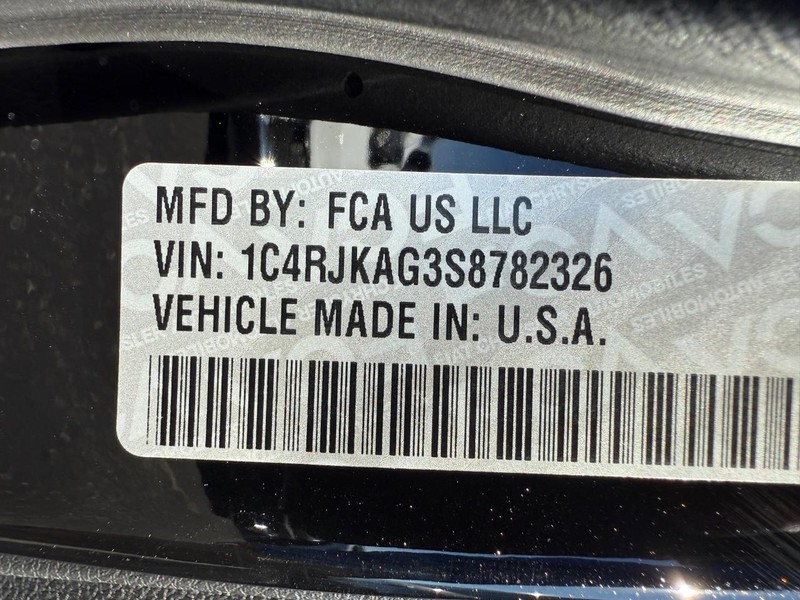 MFD BY: FCA US LLC
VIN: 1C4RJKAG3S8782326
VEHICLE MADE IN: U.S.A.